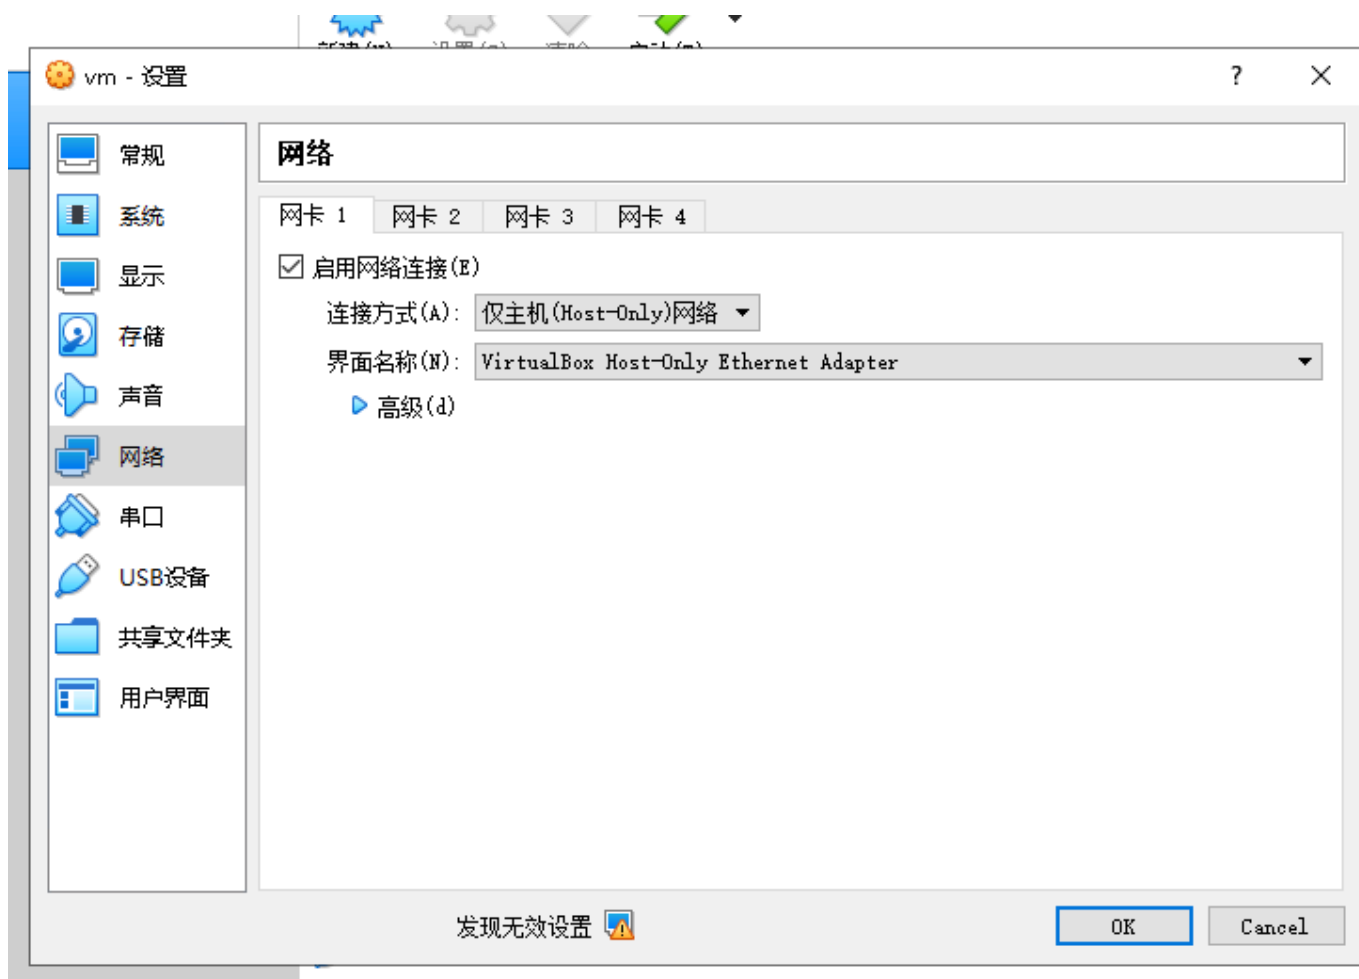 vm - 设置
?
常规
系统
显示
存储
声音
网络
串口
USB设备
共享文件夹
用户界面
网络
网卡 1 网卡 2 网卡 3 网卡 4
启用网络连接(E)
连接方式(A): 仅主机(Host-Only)网络
界面名称(N): VirtualBox Host-Only Ethernet Adapter
高级(d)
发现无效设置
OK
Cancel